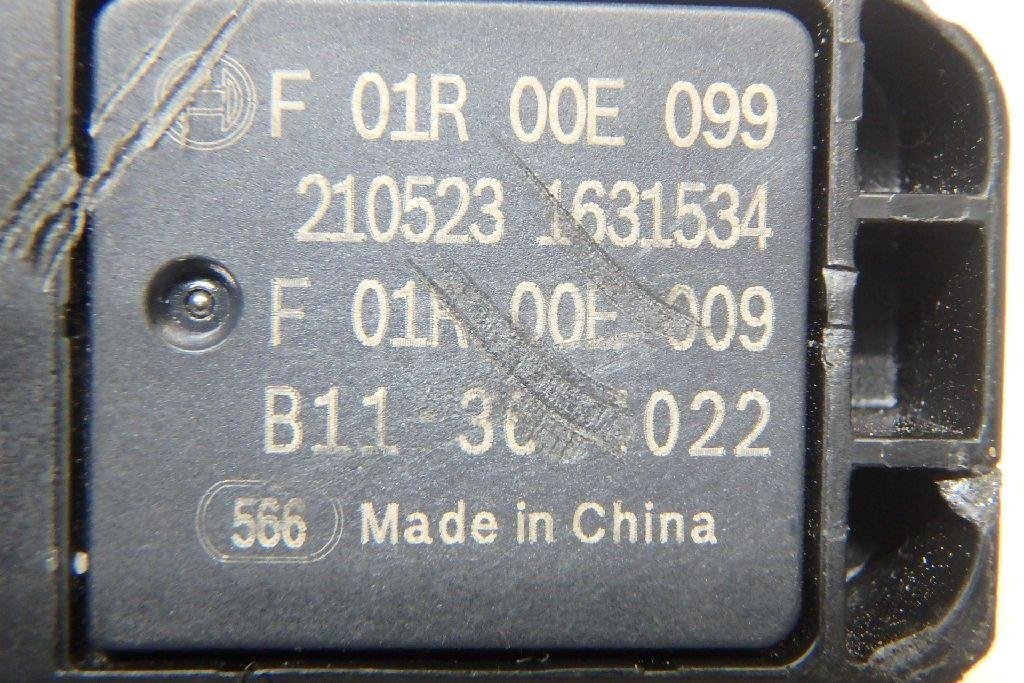 F 01R 00E 099
210523 1631534
F 01R 00E 009
B11
566 Made in China